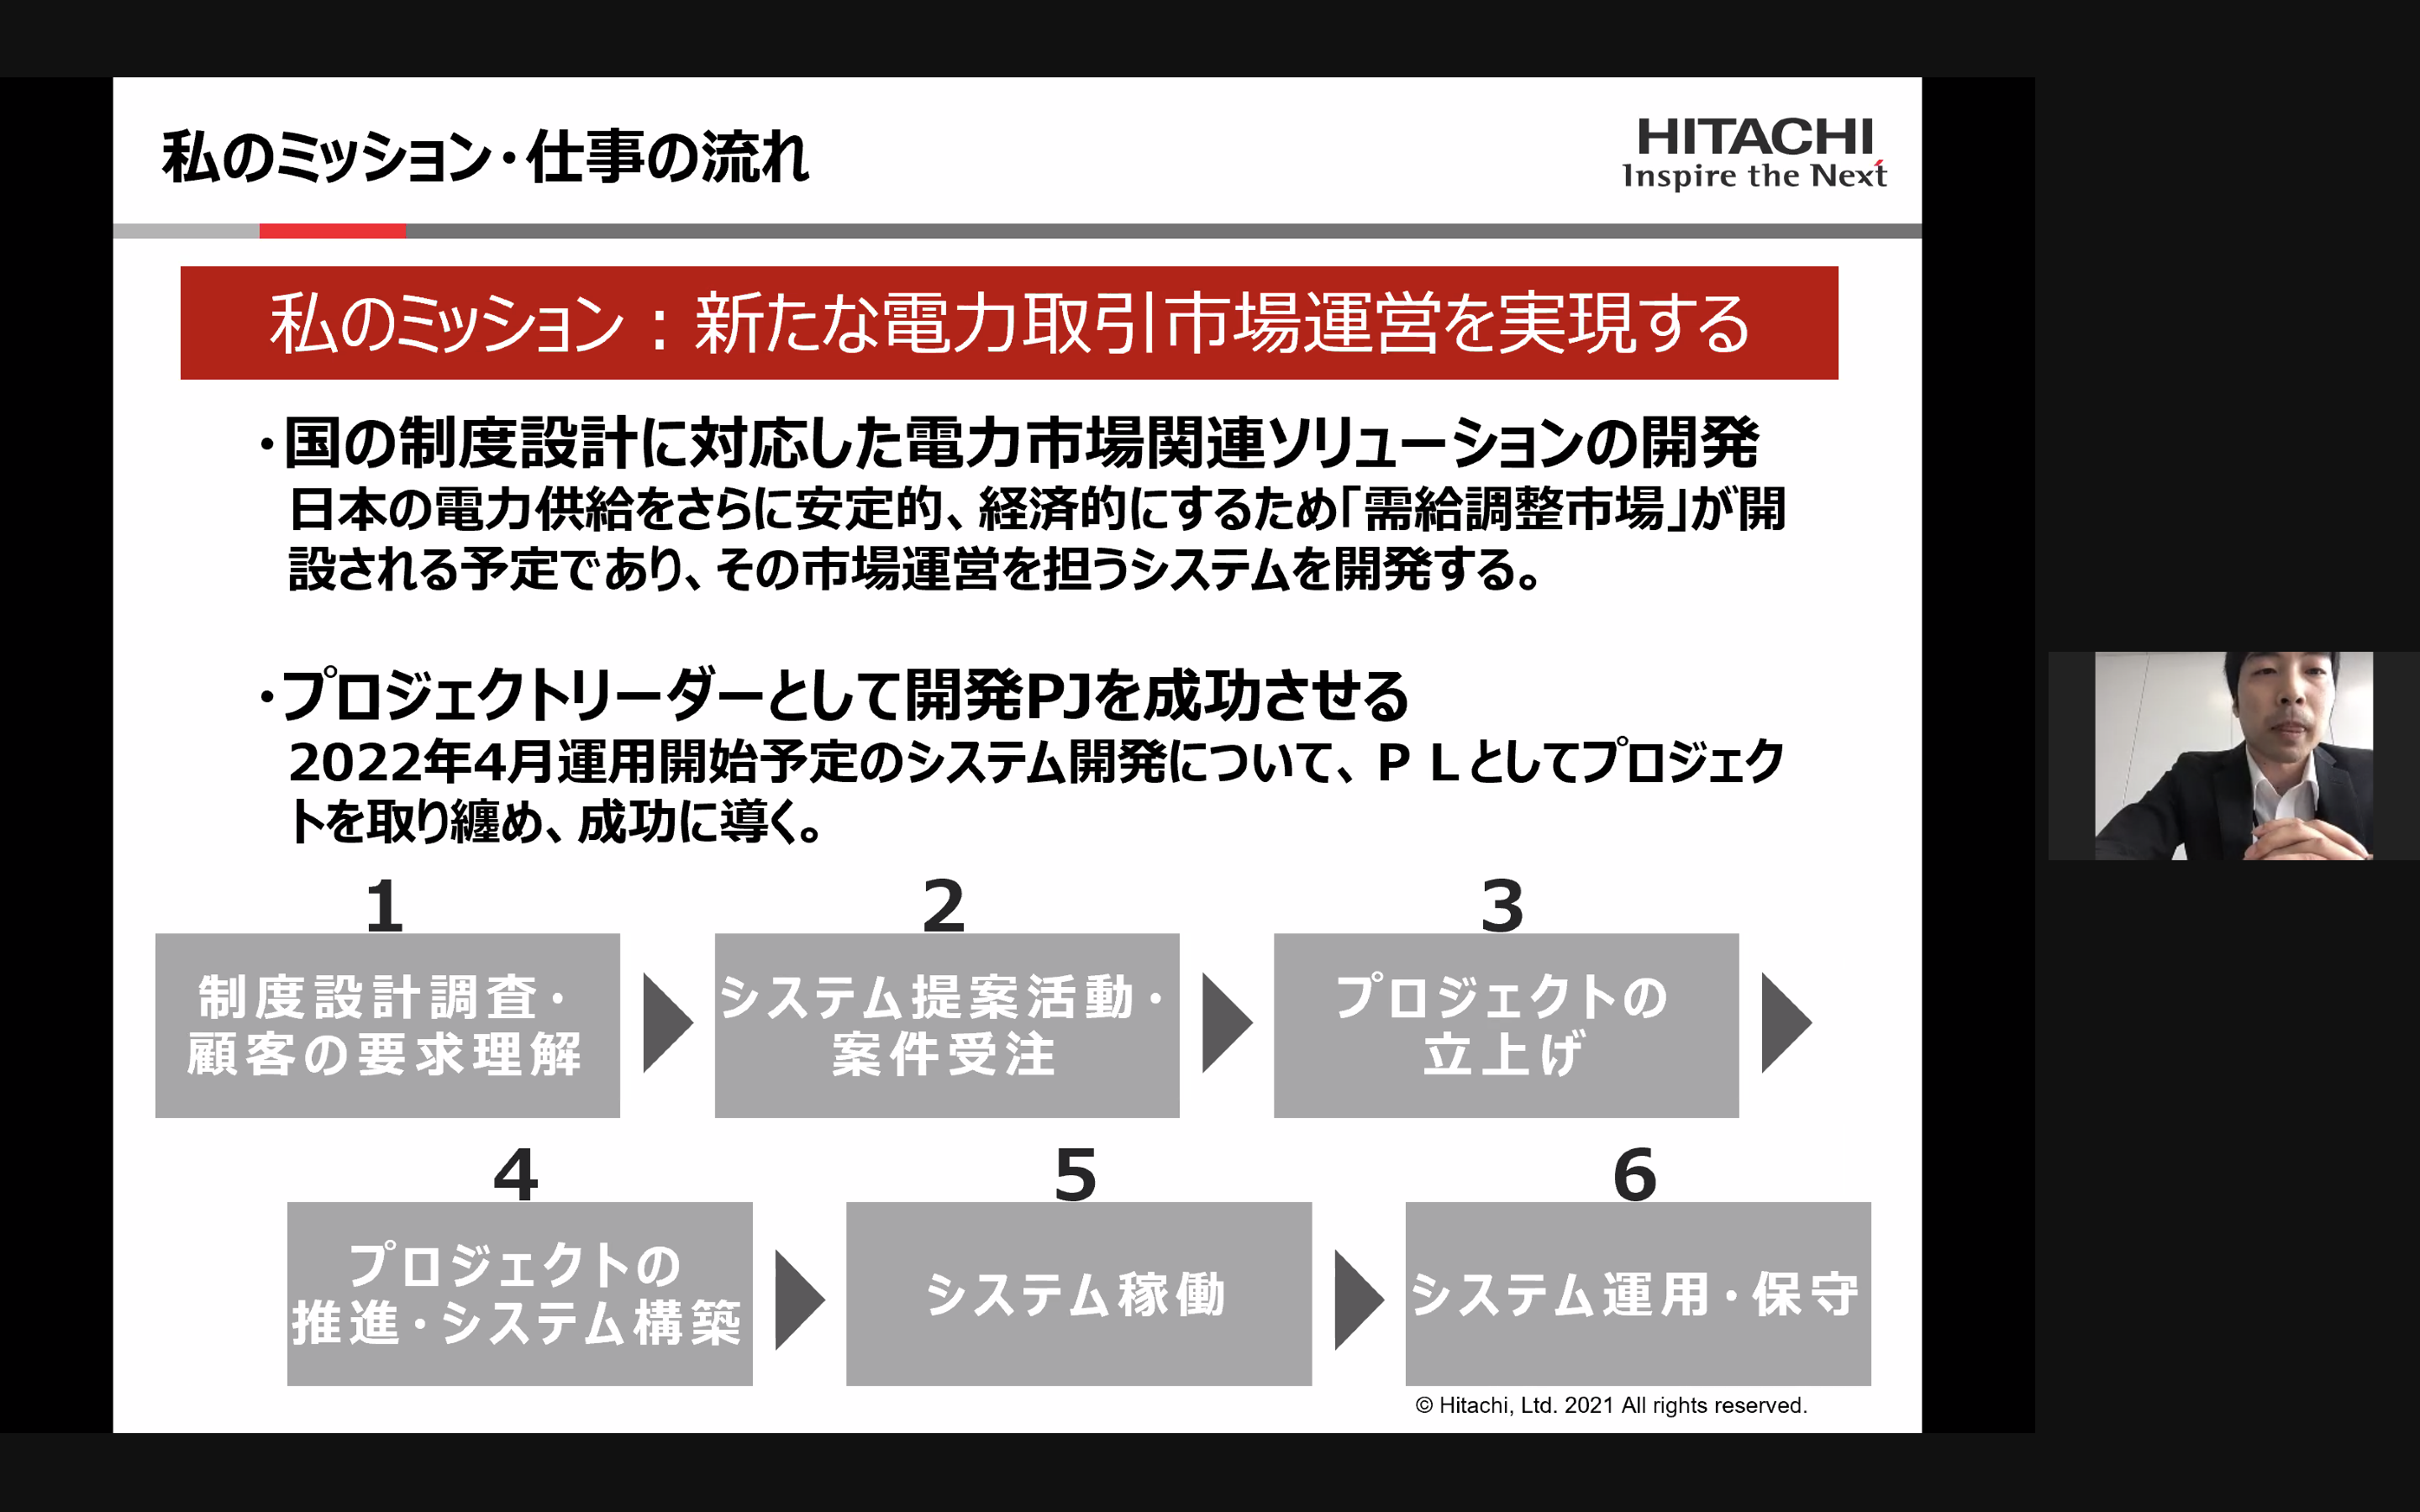 私のミッション・仕事の流れ
HITACHI
Inspire the Next
私のミッション：新たな電力取引市場運営を実現する
・国の制度設計に対応した電力市場関連ソリューションの開発
日本の電力供給をさらに安定的、経済的にするため「需給調整市場」が開
設される予定であり、その市場運営を担うシステムを開発する。
・プロジェクトリーダーとして開発PJを成功させる
2022年4月運用開始予定のシステム開発について、ＰＬとしてプロジェク
トを取り纏め、成功に導く。
1
制度設計調査・
顧客の要求理解
2
システム提案活動・
案件受注
3
プロジェクトの
立上げ
4
プロジェクトの
推進・システム構築
5
システム稼働
6
システム運用・保守
© Hitachi, Ltd. 2021 All rights reserved.